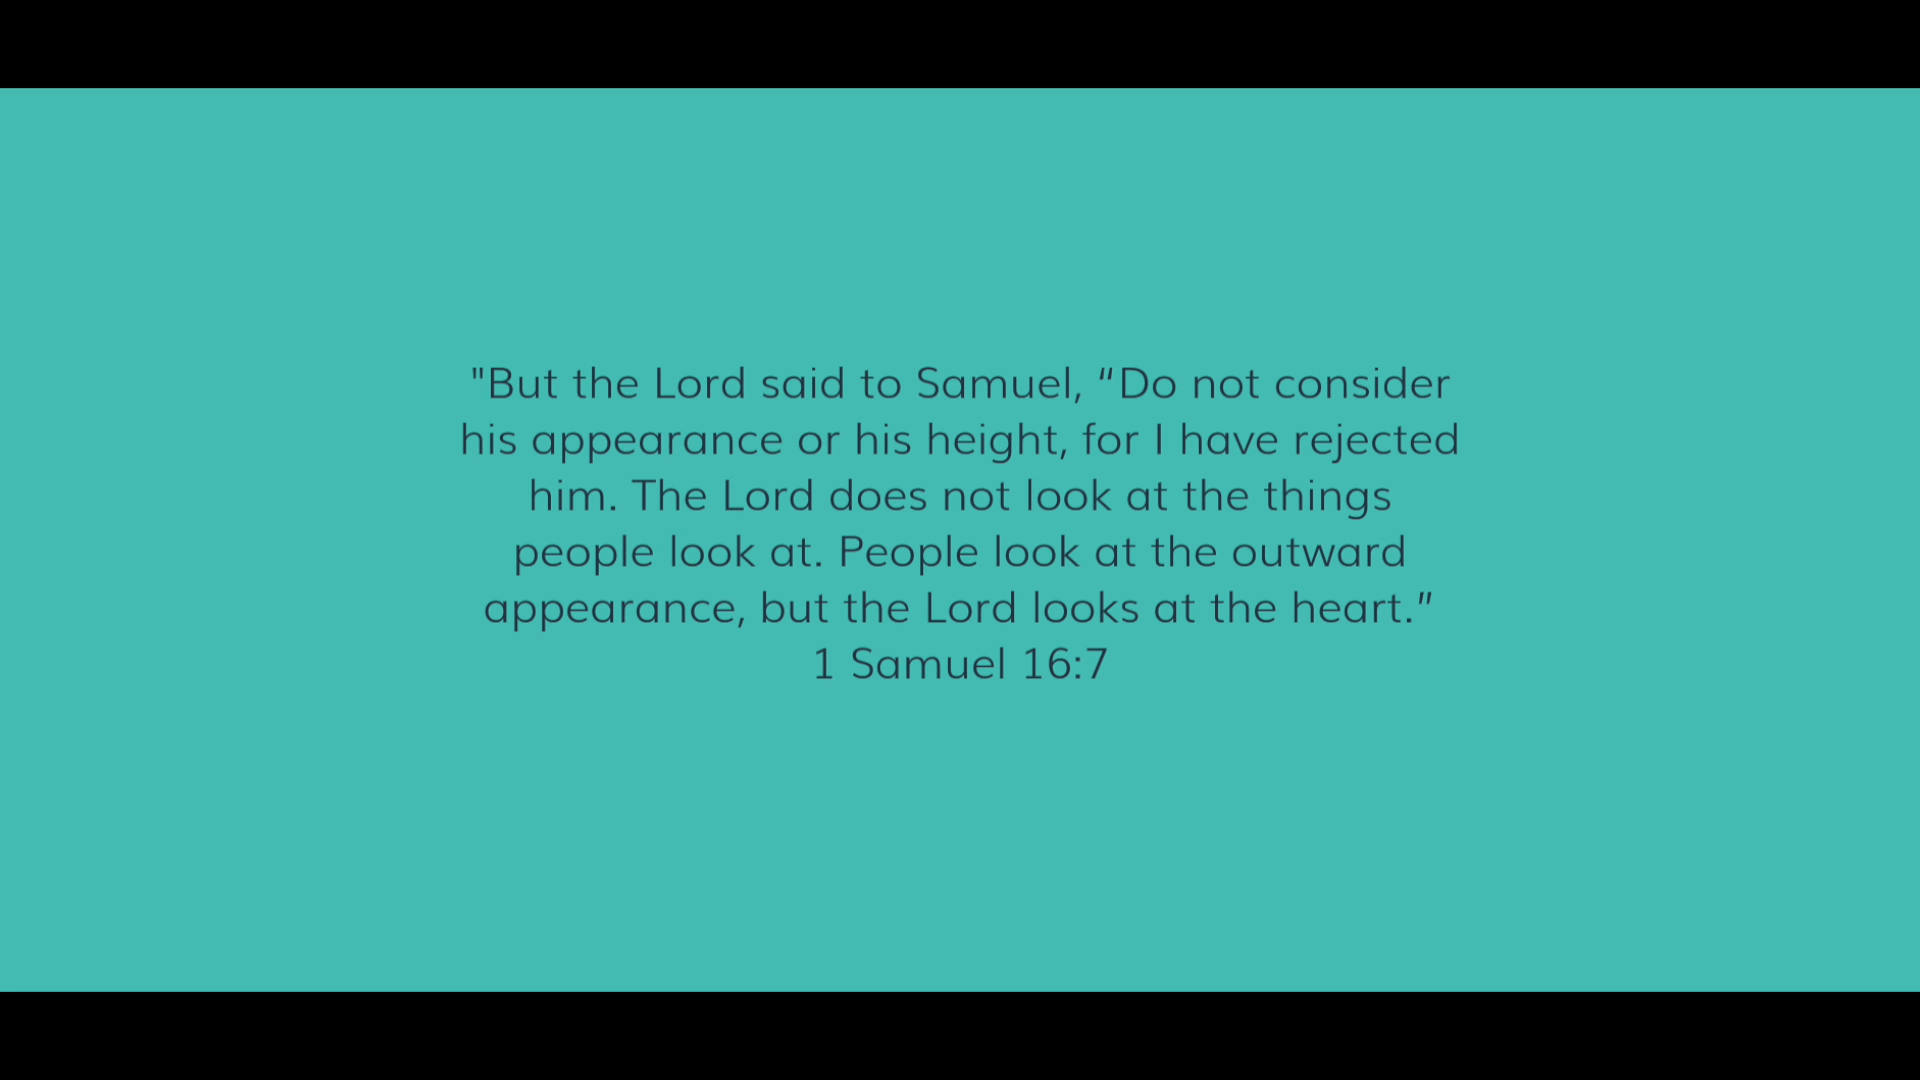 "But the Lord said to Samuel, “Do not consider
his appearance or his height, for I have rejected
him. The Lord does not look at the things
people look at. People look at the outward
appearance, but the Lord looks at the heart.”
1 Samuel 16:7